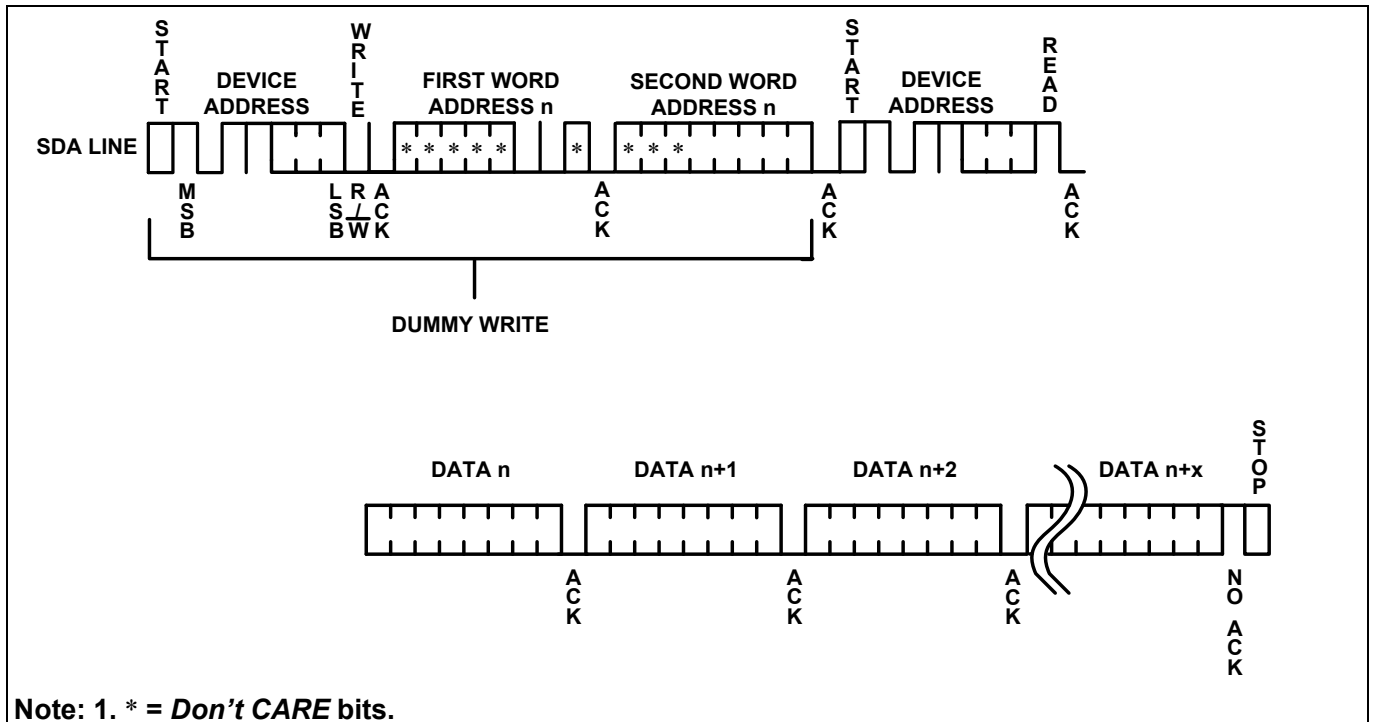 START
DEVICE
ADDRESS
WRITE
FIRST WORD
ADDRESS n
SECOND WORD
ADDRESS n
START
DEVICE
ADDRESS
READ
SDA LINE
* * * * *
*
* * *
MSB
LSB
R/W
ACK
ACK
ACK
ACK
DUMMY WRITE
DATA n
DATA n+1
DATA n+2
DATA n+x
STOP
ACK
ACK
ACK
NO ACK
Note: 1. * = Don't CARE bits.